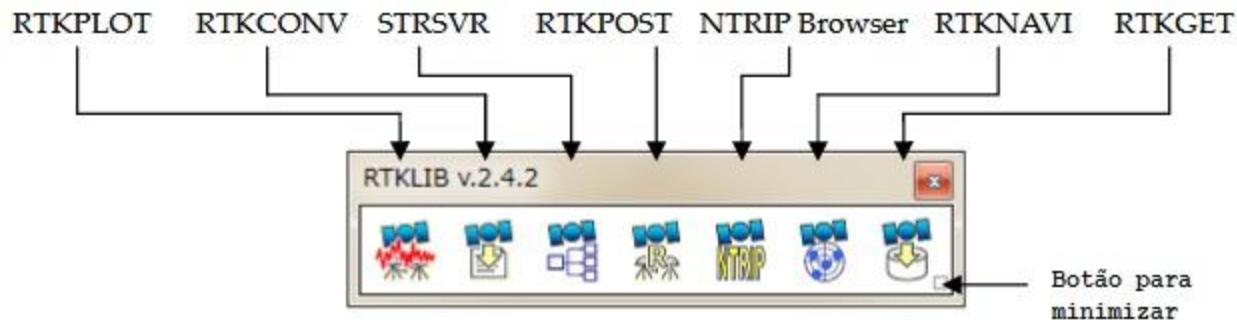 RTKPLOT RTKCONV STRSVR RTKPOST NTRIP Browser RTKNAVI RTKGET
RTKLIB v.2.4.2
R NTRIP
Botão para
minimizar